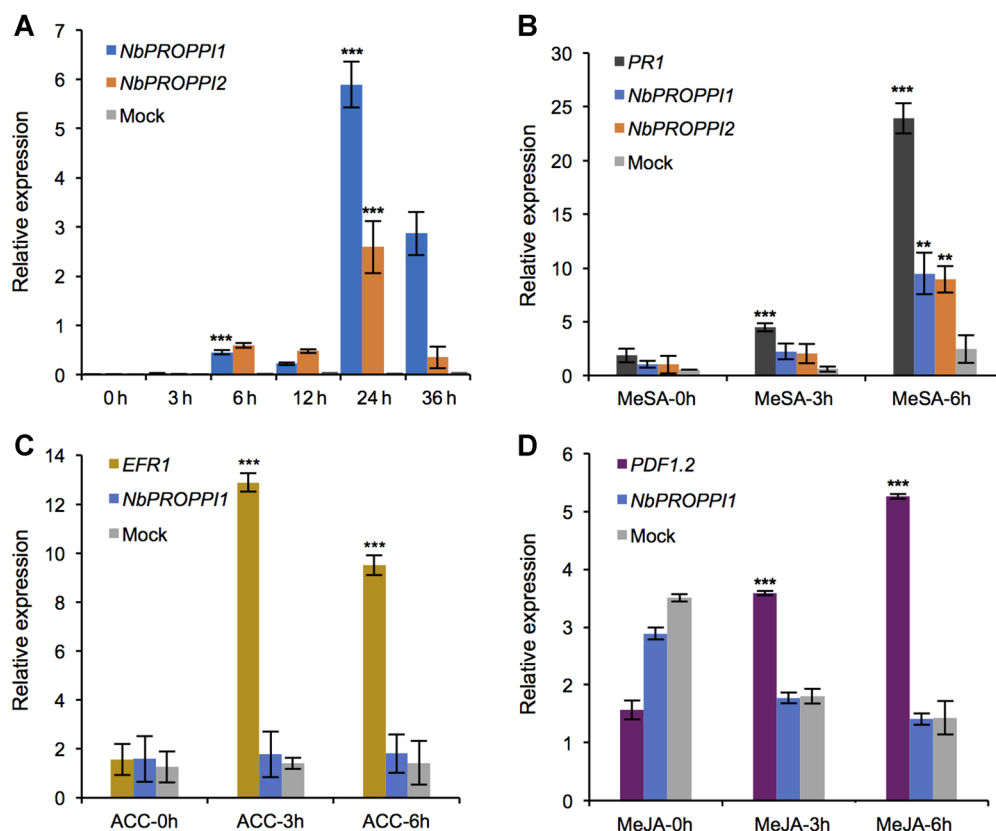 A
NbPROPPI1
NbPROPPI2
Mock
Relative expression
7
6
5
4
3
2
1
0
***
***
***
0 h 3 h 6 h 12 h 24 h 36 h
B
PR1
NbPROPPI1
NbPROPPI2
Mock
Relative expression
30
25
20
15
10
5
0
***
***
**
**
MeSA-0h MeSA-3h MeSA-6h
C
EFR1
NbPROPPI1
Mock
Relative expression
14
12
10
8
6
4
2
0
***
***
ACC-0h ACC-3h ACC-6h
D
PDF1.2
NbPROPPI1
Mock
Relative expression
6
5
4
3
2
1
0
***
***
MeJA-0h MeJA-3h MeJA-6h